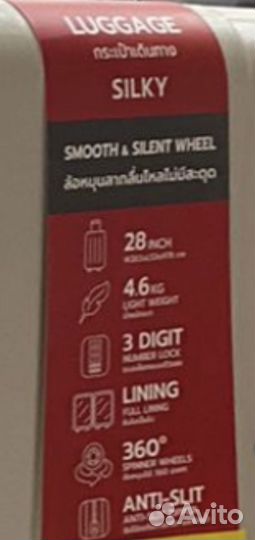 LUGGAGE
กระเป๋าเดินทาง
SILKY
SMOOTH & SILENT WHEEL
ล้อหมุนสากลลื่นไหลไม่มีสะดุด
28 INCH
4.6 KG
LIGHT WEIGHT
3 DIGIT
NUMBER LOCK
LINING
FULL LINING
360°
SPINNER WHEELS
ANTI-SLIT
Avito